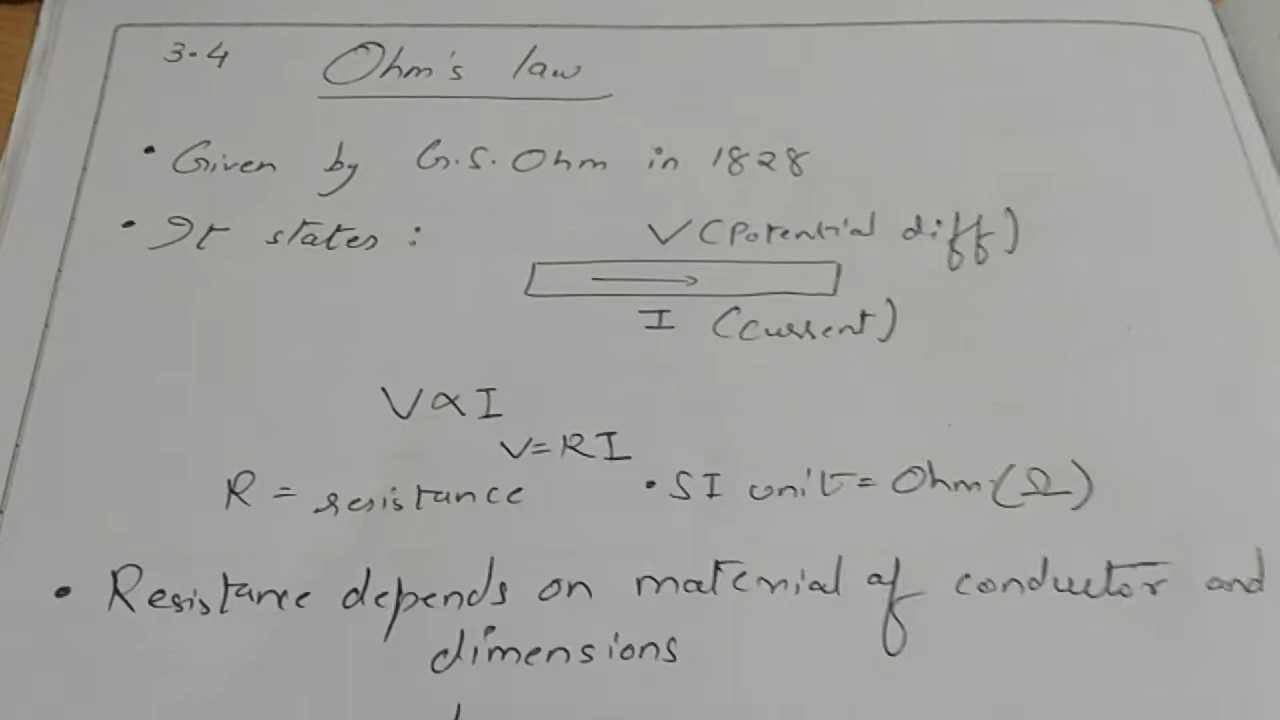 3.4 Ohm's law
• Given by G.S. Ohm in 1828
• It states :
V (Potential diff)
I (Current)
V ∝ I
V = RI
R = resistance
• SI unit = Ohm (Ω)
• Resistance depends on material of conductor and
dimensions